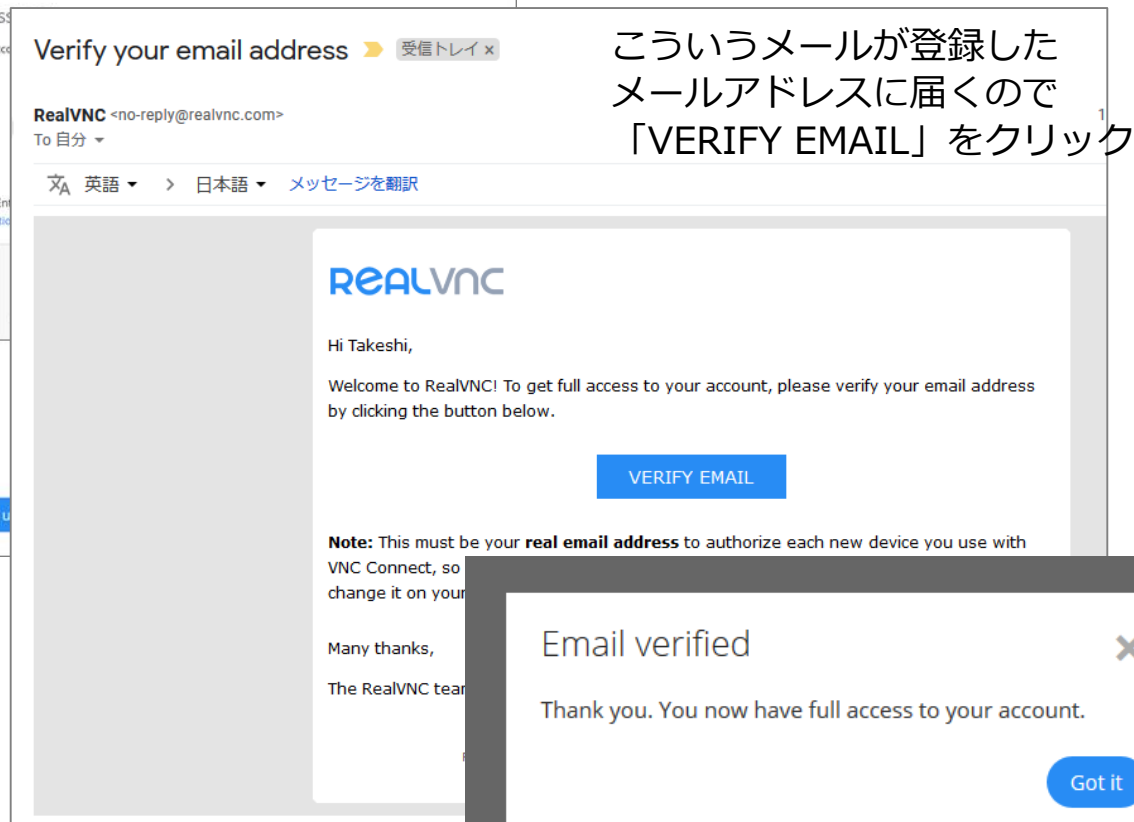 Verify your email address 受信トレイ x
こういうメールが登録した
メールアドレスに届くので
「VERIFY EMAIL」をクリック
RealVNC <no-reply@realvnc.com>
To 自分
英語 > 日本語 メッセージを翻訳
REALVNC
Hi Takeshi,
Welcome to RealVNC! To get full access to your account, please verify your email address
by clicking the button below.
VERIFY EMAIL
Note: This must be your real email address to authorize each new device you use with
VNC Connect, so
change it on your
Many thanks,
The RealVNC team
Email verified
Thank you. You now have full access to your account.
Got it